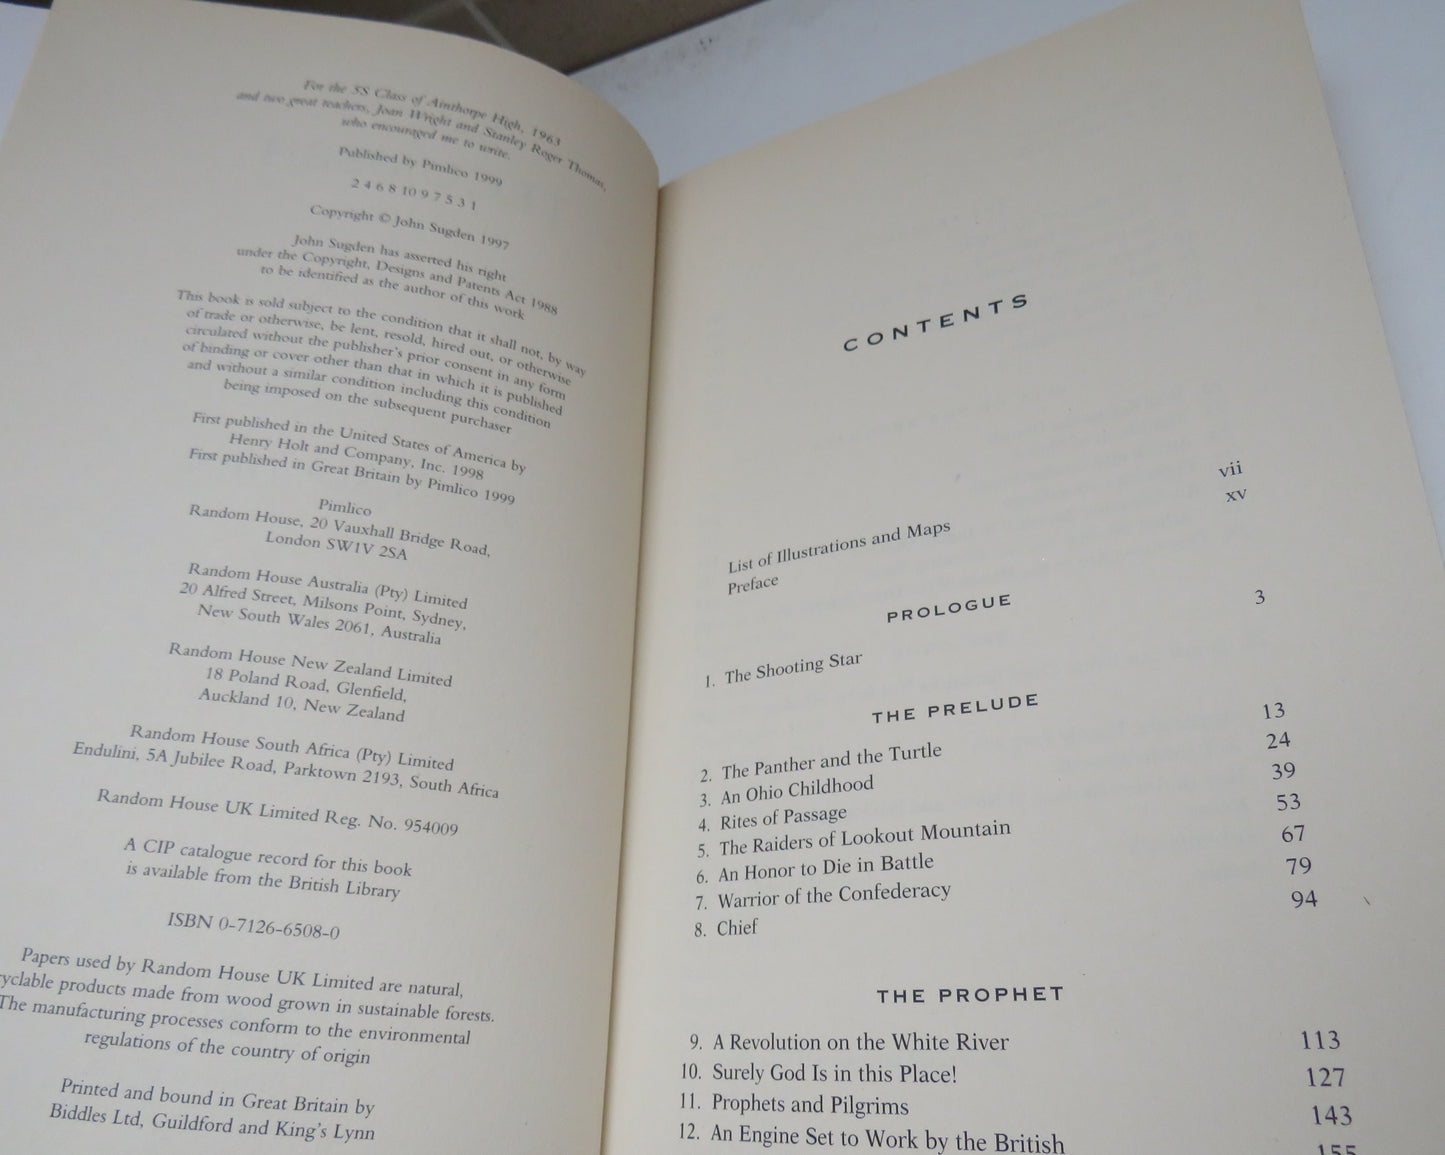 For the 5S Class of Ainthorpe High, 1963
and two great teachers, Joan Wright and Stanley Roger Thomas,
who encouraged me to write.
Published by Pimlico 1999
2 4 6 8 10 9 7 5 3 1
Copyright © John Sugden 1997
John Sugden has asserted his right
under the Copyright, Designs and Patents Act 1988
to be identified as the author of this work
This book is sold subject to the condition that it shall not, by way
of trade or otherwise, be lent, resold, hired out, or otherwise
circulated without the publisher's prior consent in any form
of binding or cover other than that in which it is published
and without a similar condition including this condition
being imposed on the subsequent purchaser
First published in the United States of America by
Henry Holt and Company, Inc. 1998
First published in Great Britain by Pimlico 1999
Pimlico
Random House, 20 Vauxhall Bridge Road,
London SW1V 2SA
Random House Australia (Pty) Limited
20 Alfred Street, Milsons Point, Sydney,
New South Wales 2061, Australia
Random House New Zealand Limited
18 Poland Road, Glenfield,
Auckland 10, New Zealand
Random House South Africa (Pty) Limited
Endulini, 5A Jubilee Road, Parktown 2193, South Africa
Random House UK Limited Reg. No. 954009
A CIP catalogue record for this book
is available from the British Library
ISBN 0-7126-6508-0
Papers used by Random House UK Limited are natural,
yclable products made from wood grown in sustainable forests.
The manufacturing processes conform to the environmental
regulations of the country of origin
Printed and bound in Great Britain by
Biddles Ltd, Guildford and King's Lynn
CONTENTS
List of Illustrations and Maps vii
Preface xv
PROLOGUE
1. The Shooting Star 3
THE PRELUDE
2. The Panther and the Turtle 13
3. An Ohio Childhood 24
4. Rites of Passage 39
5. The Raiders of Lookout Mountain 53
6. An Honor to Die in Battle 67
7. Warrior of the Confederacy 79
8. Chief 94
THE PROPHET
9. A Revolution on the White River 113
10. Surely God Is in this Place! 127
11. Prophets and Pilgrims 143
12. An Engine Set to Work by the British 155